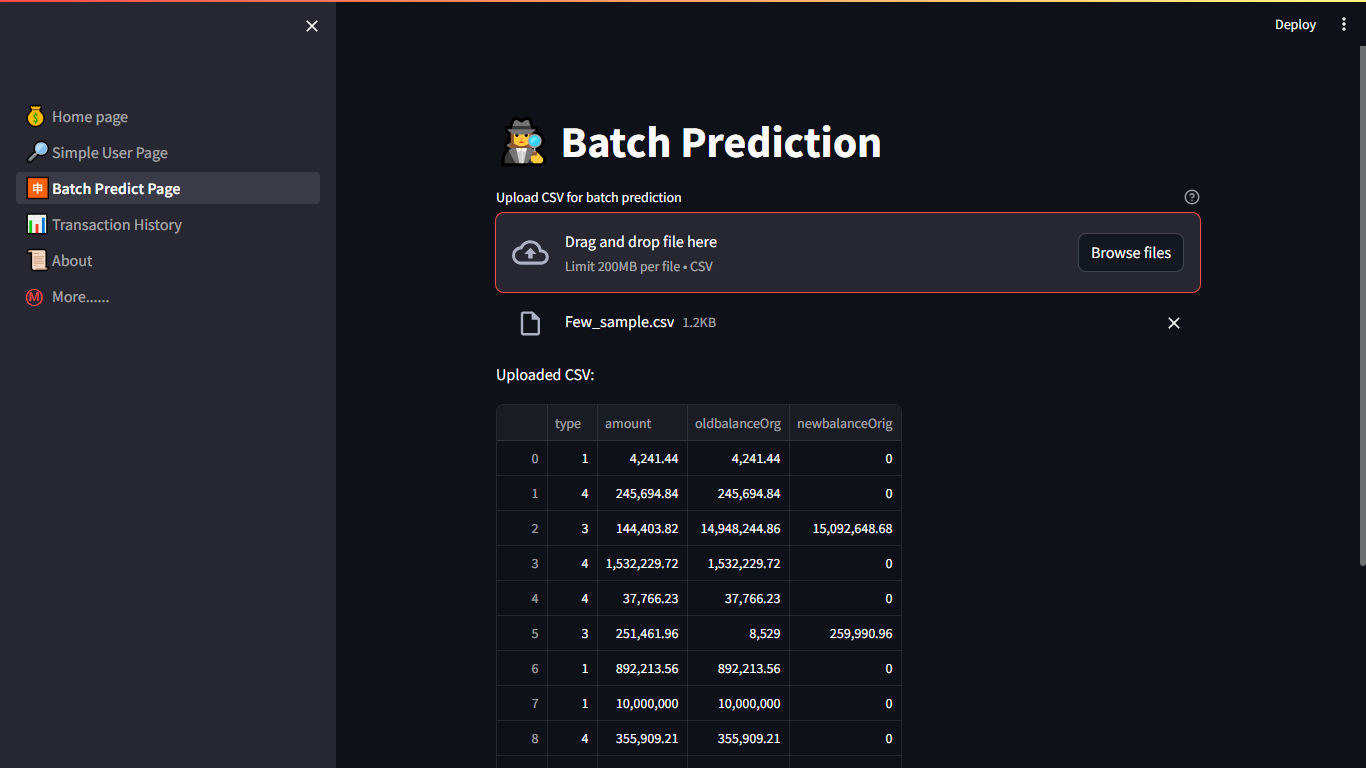 Deploy
Home page
Simple User Page
申 Batch Predict Page
Transaction History
About
Ⓜ More......
Batch Prediction
Upload CSV for batch prediction
Drag and drop file here
Limit 200MB per file • CSV
Browse files
Few_sample.csv 1.2KB
Uploaded CSV:
type amount oldbalanceOrg newbalanceOrig
0 1 4,241.44 4,241.44 0
1 4 245,694.84 245,694.84 0
2 3 144,403.82 14,948,244.86 15,092,648.68
3 4 1,532,229.72 1,532,229.72 0
4 4 37,766.23 37,766.23 0
5 3 251,461.96 8,529 259,990.96
6 1 892,213.56 892,213.56 0
7 1 10,000,000 10,000,000 0
8 4 355,909.21 355,909.21 0